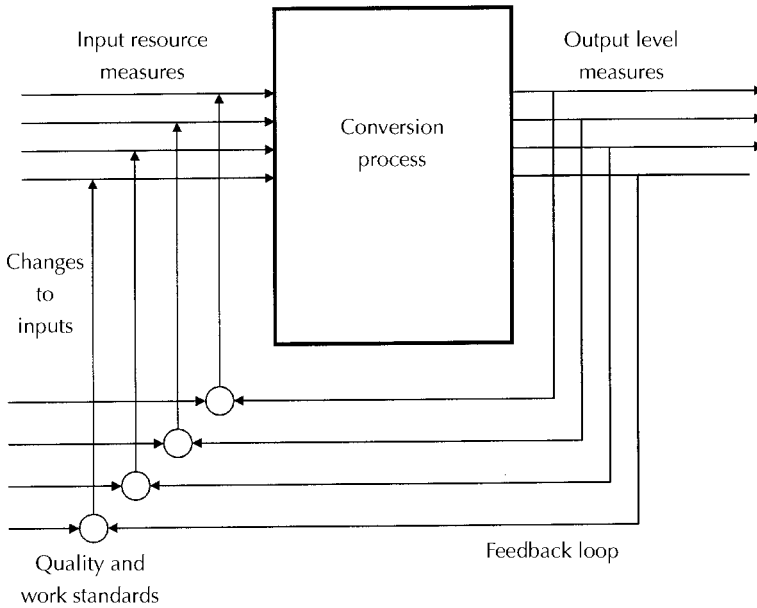 Input resource
measures
Output level
measures
Conversion
process
Changes
to
inputs
Feedback loop
Quality and
work standards